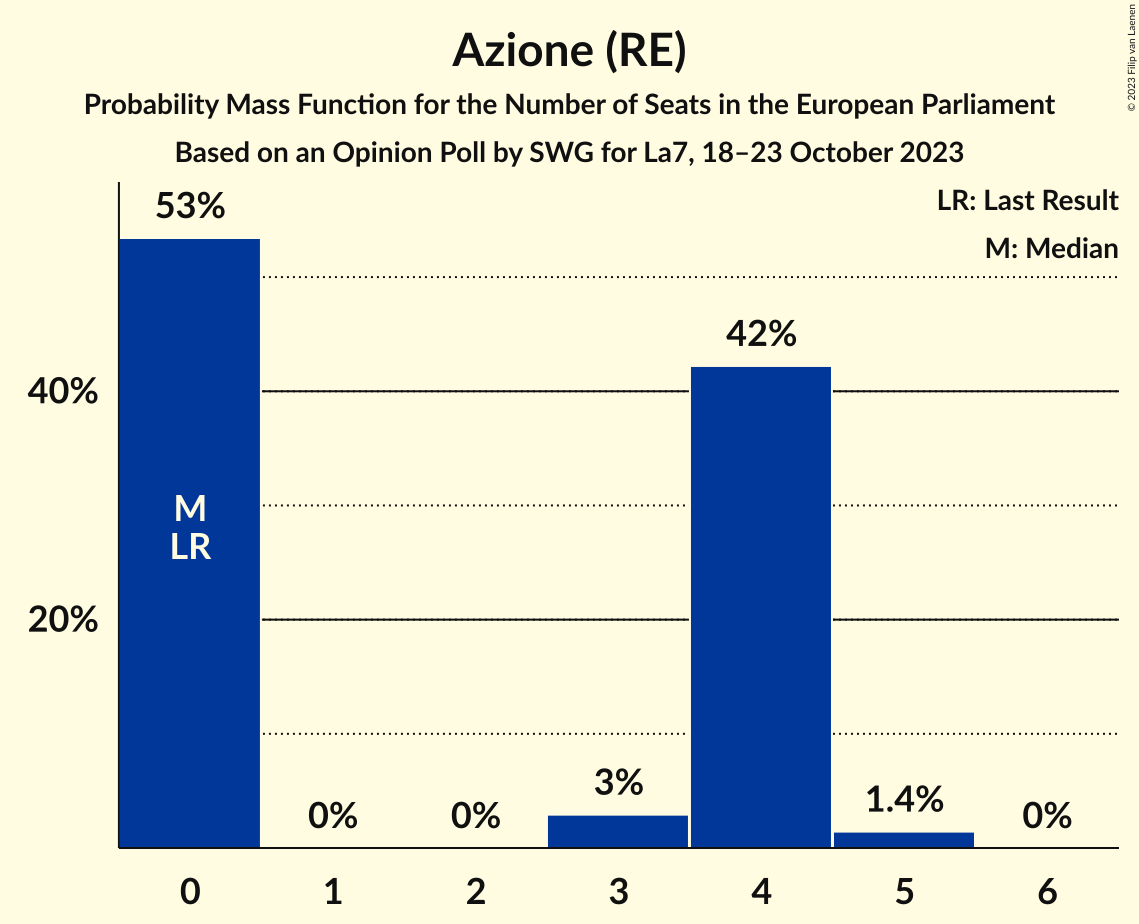 Azione (RE)
Probability Mass Function for the Number of Seats in the European Parliament
Based on an Opinion Poll by SWG for La7, 18–23 October 2023
© 2023 Filip van Laenen
LR: Last Result
M: Median
53%
42%
40%
M
LR
20%
3%
1.4%
0%
0%
0%
0
1
2
3
4
5
6